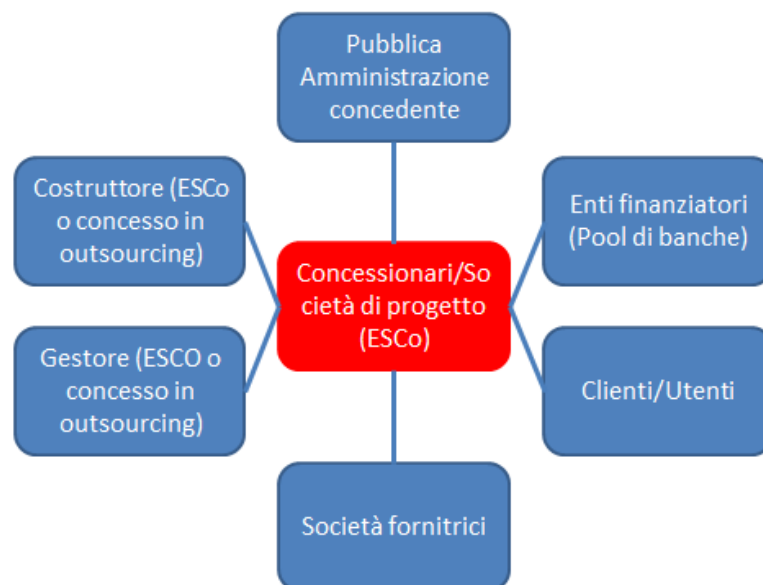 Pubblica
Amministrazione
concedente
Costruttore (ESCo
o concesso in
outsourcing)
Enti finanziatori
(Pool di banche)
Concessionari/So
cietà di progetto
(ESCo)
Gestore (ESCO o
concesso in
outsourcing)
Clienti/Utenti
Società fornitrici